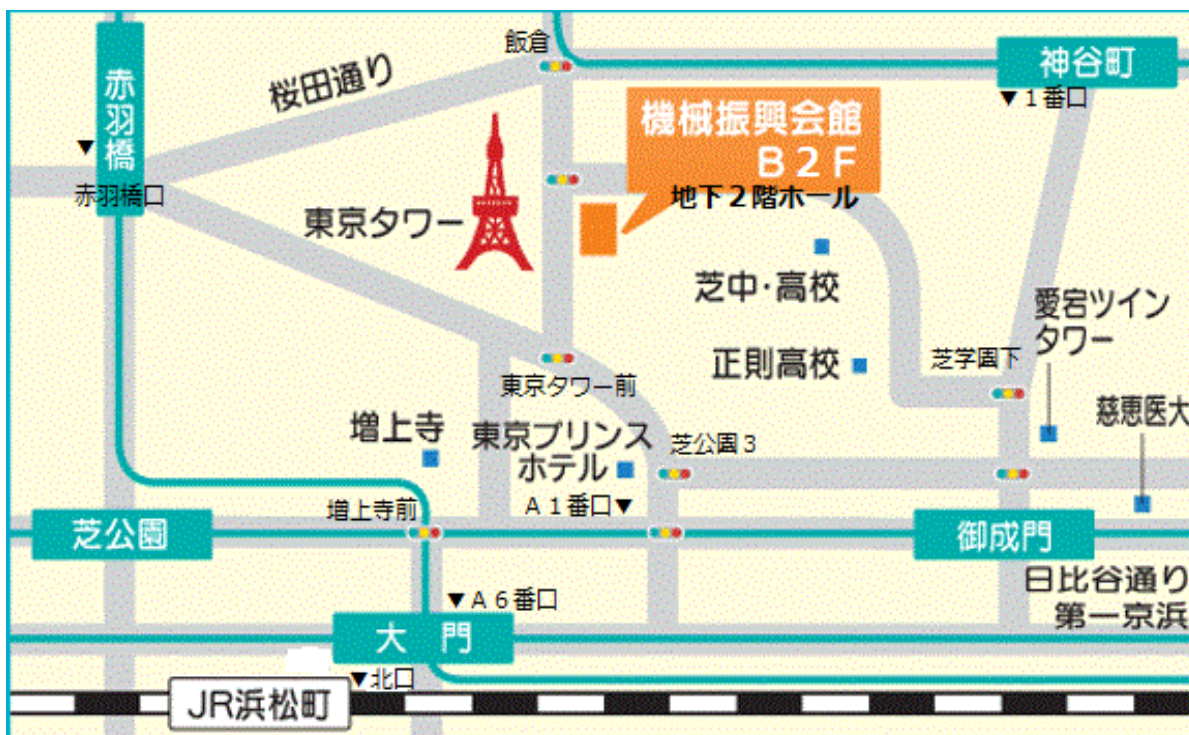 飯倉
神谷町
▼1番口
桜田通り
赤羽橋
▼
赤羽橋口
機械振興会館
B2F
地下2階ホール
東京タワー
芝中・高校
愛宕ツイン
タワー
正則高校
芝学園下
東京タワー前
慈恵医大
増上寺
東京プリンス
ホテル
芝公園3
A1番口▼
増上寺前
芝公園
御成門
日比谷通り
第一京浜
▼A6番口
大門
▼北口
JR浜松町